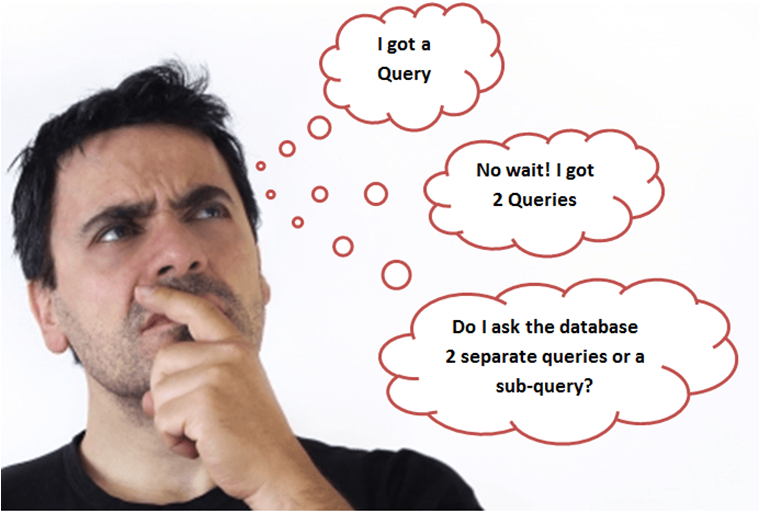 I got a
Query
No wait! I got
2 Queries
Do I ask the database
2 separate queries or a
sub-query?